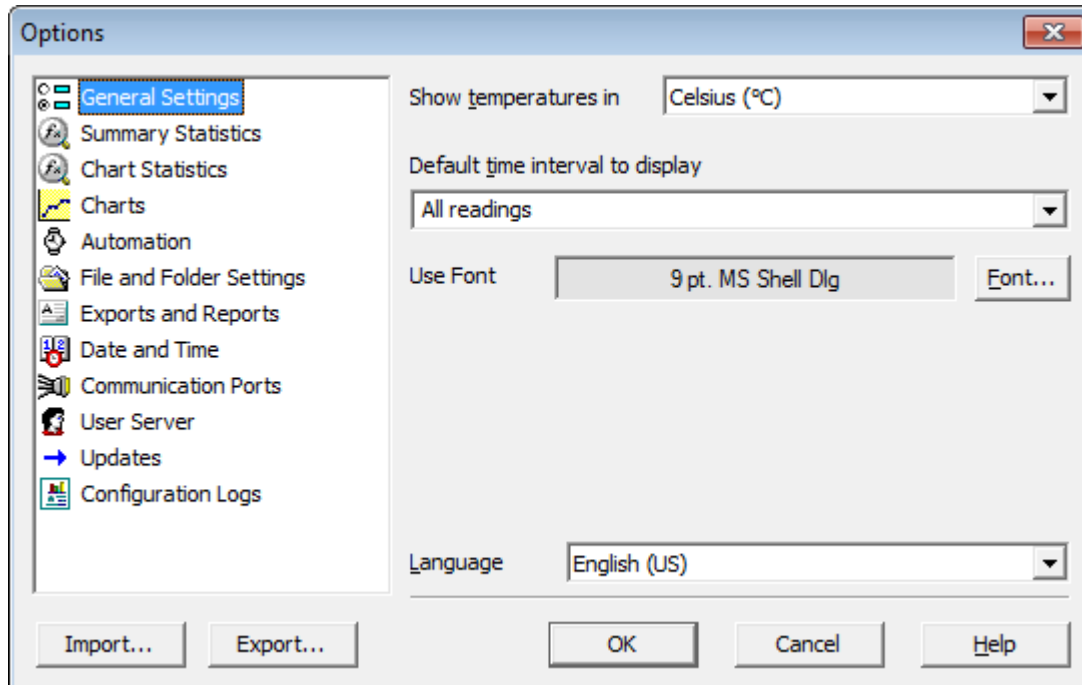 Options
General Settings
Summary Statistics
Chart Statistics
Charts
Automation
File and Folder Settings
Exports and Reports
Date and Time
Communication Ports
User Server
Updates
Configuration Logs
Show temperatures in Celsius (°C)
Default time interval to display
All readings
Use Font 9 pt. MS Shell Dlg Font...
Language English (US)
Import... Export... OK Cancel Help